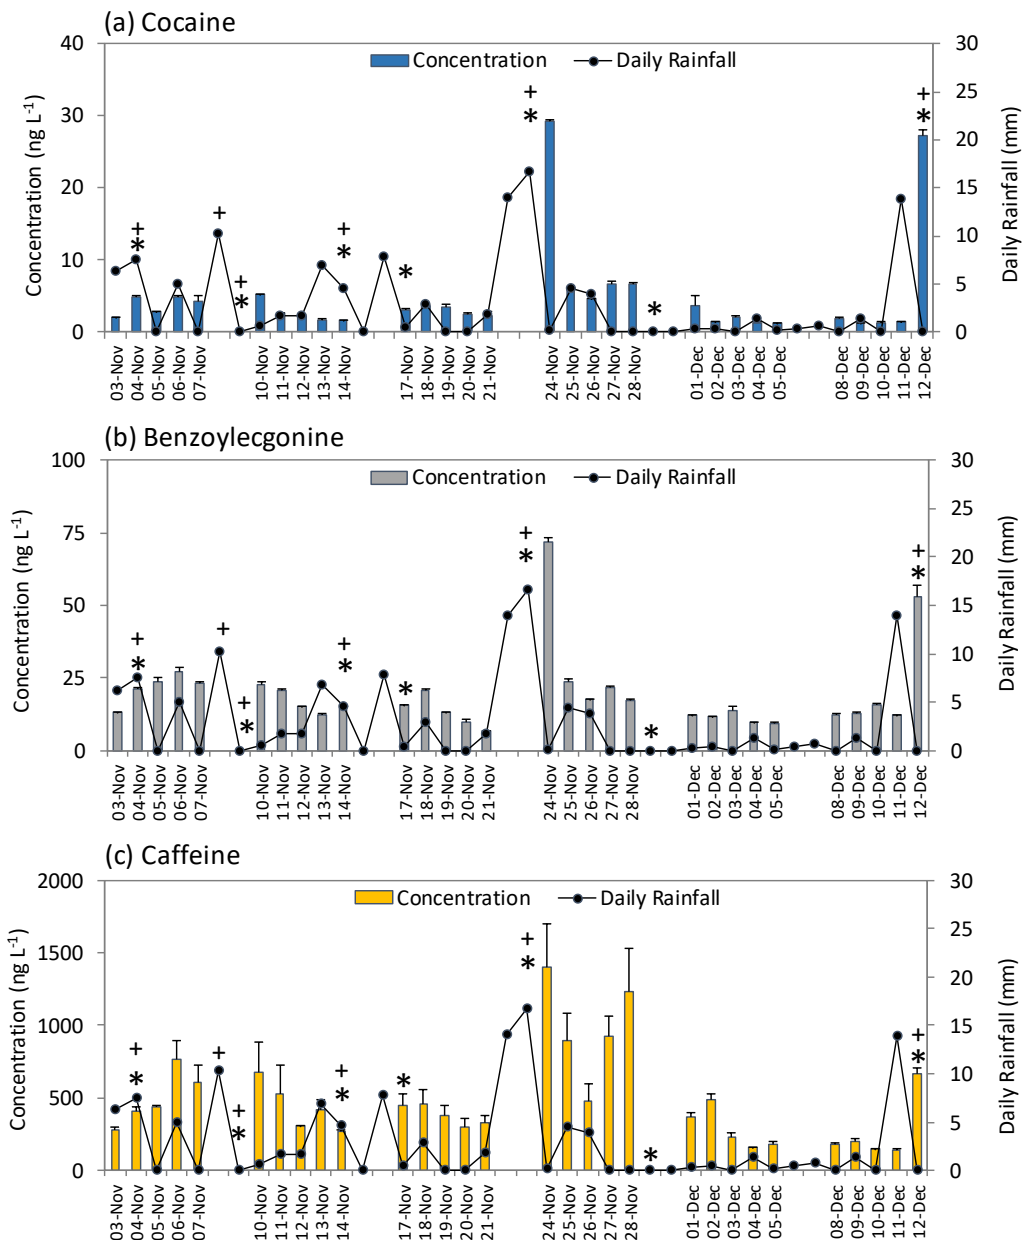 (a) Cocaine
Concentration Daily Rainfall
Concentration (ng L-1)
40
30
20
10
0
Daily Rainfall (mm)
30
25
20
15
10
5
0
+ * + + * + * * + * * + *
03-Nov 04-Nov 05-Nov 06-Nov 07-Nov 10-Nov 11-Nov 12-Nov 13-Nov 14-Nov 17-Nov 18-Nov 19-Nov 20-Nov 21-Nov 24-Nov 25-Nov 26-Nov 27-Nov 28-Nov 01-Dec 02-Dec 03-Dec 04-Dec 05-Dec 08-Dec 09-Dec 10-Dec 11-Dec 12-Dec
(b) Benzoylecgonine
Concentration Daily Rainfall
Concentration (ng L-1)
100
75
50
25
0
Daily Rainfall (mm)
30
25
20
15
10
5
0
+ * + + * + * * + * * + *
03-Nov 04-Nov 05-Nov 06-Nov 07-Nov 10-Nov 11-Nov 12-Nov 13-Nov 14-Nov 17-Nov 18-Nov 19-Nov 20-Nov 21-Nov 24-Nov 25-Nov 26-Nov 27-Nov 28-Nov 01-Dec 02-Dec 03-Dec 04-Dec 05-Dec 08-Dec 09-Dec 10-Dec 11-Dec 12-Dec
(c) Caffeine
Concentration Daily Rainfall
Concentration (ng L-1)
2000
1500
1000
500
0
Daily Rainfall (mm)
30
25
20
15
10
5
0
+ * + + * + * * + * * + *
03-Nov 04-Nov 05-Nov 06-Nov 07-Nov 10-Nov 11-Nov 12-Nov 13-Nov 14-Nov 17-Nov 18-Nov 19-Nov 20-Nov 21-Nov 24-Nov 25-Nov 26-Nov 27-Nov 28-Nov 01-Dec 02-Dec 03-Dec 04-Dec 05-Dec 08-Dec 09-Dec 10-Dec 11-Dec 12-Dec